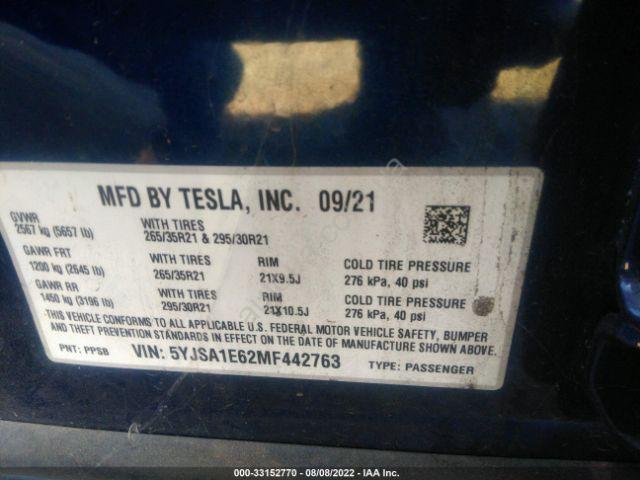 MFD BY TESLA, INC. 09/21
GVWR
2567 kg (5657 lb)
WITH TIRES
265/35R21 & 295/30R21
GAWR FRT
1200 kg (2645 lb)
WITH TIRES
265/35R21
RIM
21X9.5J
COLD TIRE PRESSURE
276 kPa, 40 psi
GAWR RR
1450 kg (3196 lb)
WITH TIRES
295/30R21
RIM
21X10.5J
COLD TIRE PRESSURE
276 kPa, 40 psi
THIS VEHICLE CONFORMS TO ALL APPLICABLE U.S. FEDERAL MOTOR VEHICLE SAFETY, BUMPER
AND THEFT PREVENTION STANDARDS IN EFFECT ON THE DATE OF MANUFACTURE SHOWN ABOVE.
PNT: PPSB
VIN: 5YJSA1E62MF442763
TYPE: PASSENGER
000-33152770 - 08/08/2022 - IAA Inc.